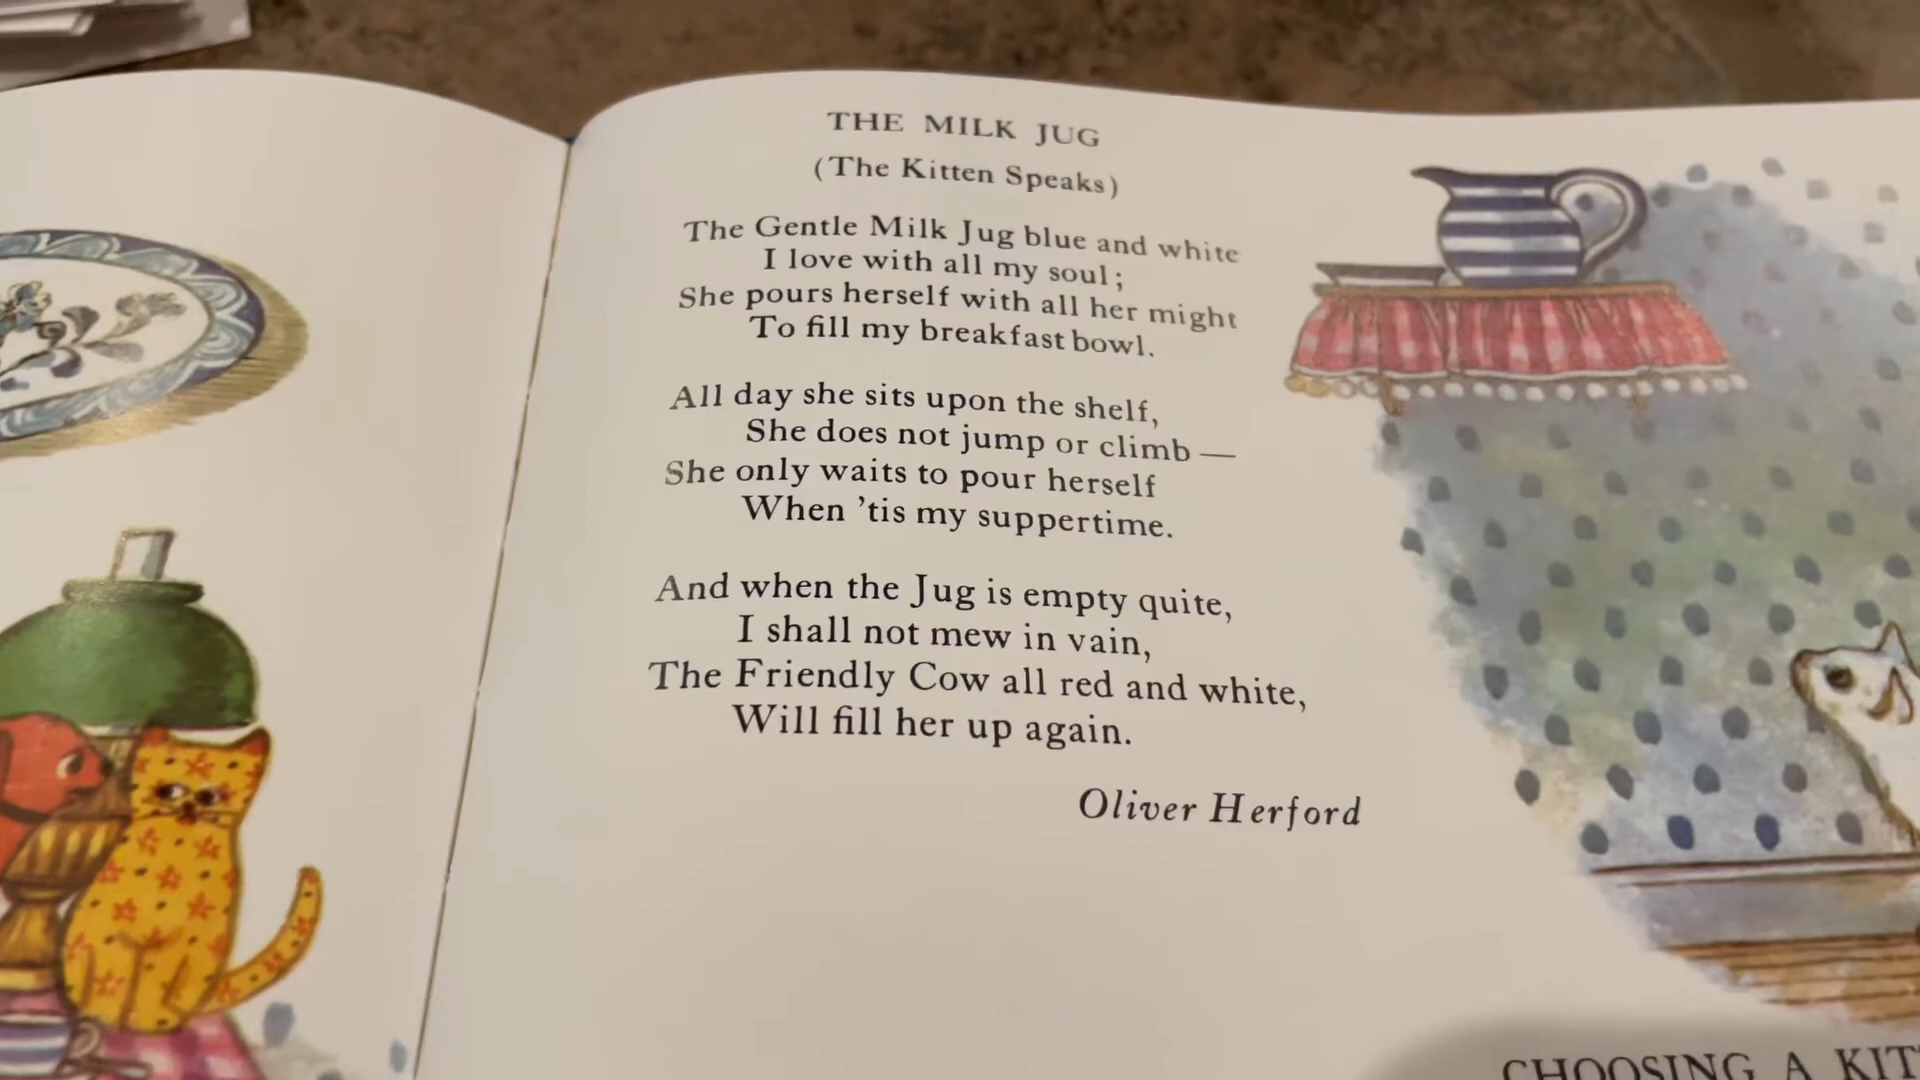 THE MILK JUG
(The Kitten Speaks)
The Gentle Milk Jug blue and white
I love with all my soul;
She pours herself with all her might
To fill my breakfast bowl.
All day she sits upon the shelf,
She does not jump or climb —
She only waits to pour herself
When ’tis my suppertime.
And when the Jug is empty quite,
I shall not mew in vain,
The Friendly Cow all red and white,
Will fill her up again.
Oliver Herford
CHOOSING A